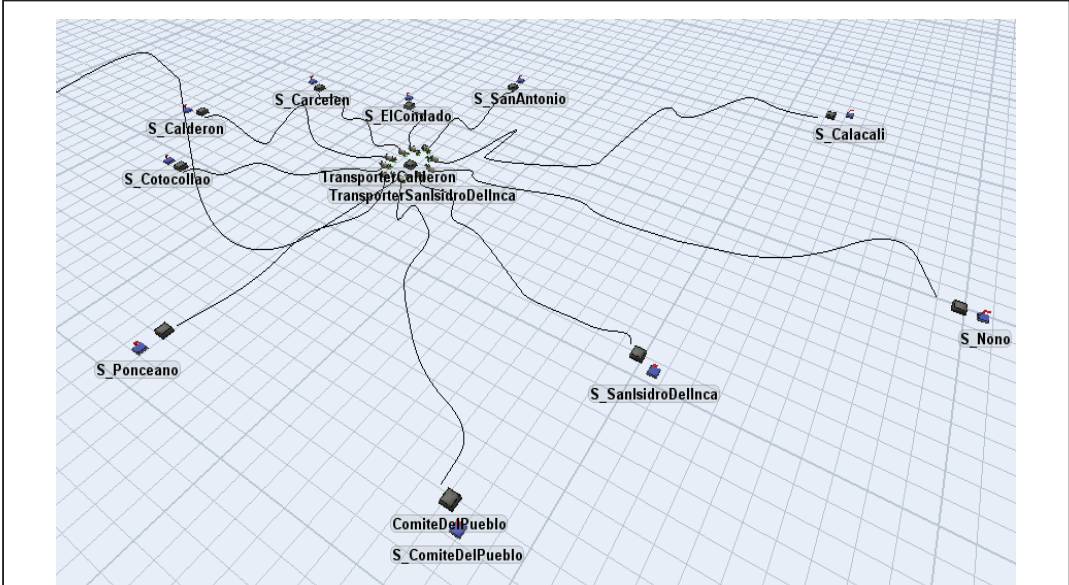 S_Carcelen
S_SanAntonio
S_ElCondado
S_Calderon
S_Calacali
S_Cotocollao
TransporterCalderon
TransporterSanIsidroDelInca
S_Nono
S_Ponceano
S_SanIsidroDelInca
ComiteDelPueblo
S_ComiteDelPueblo